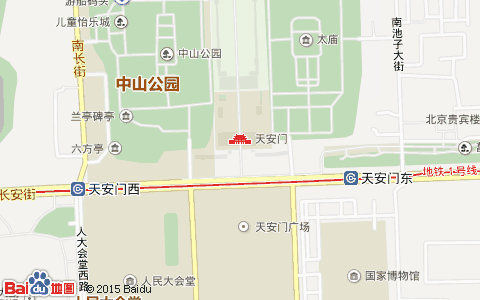 游船码头
儿童怡乐城
南长街
中山公园
中山公园
太庙
南池子大街
兰亭碑亭
六方亭
天安门
北京贵宾楼
长安街
天安门西
天安门东
地铁1号线
人大会堂西路
天安门广场
人民大会堂
国家博物馆
Bai du 地图
© 2015 Baidu